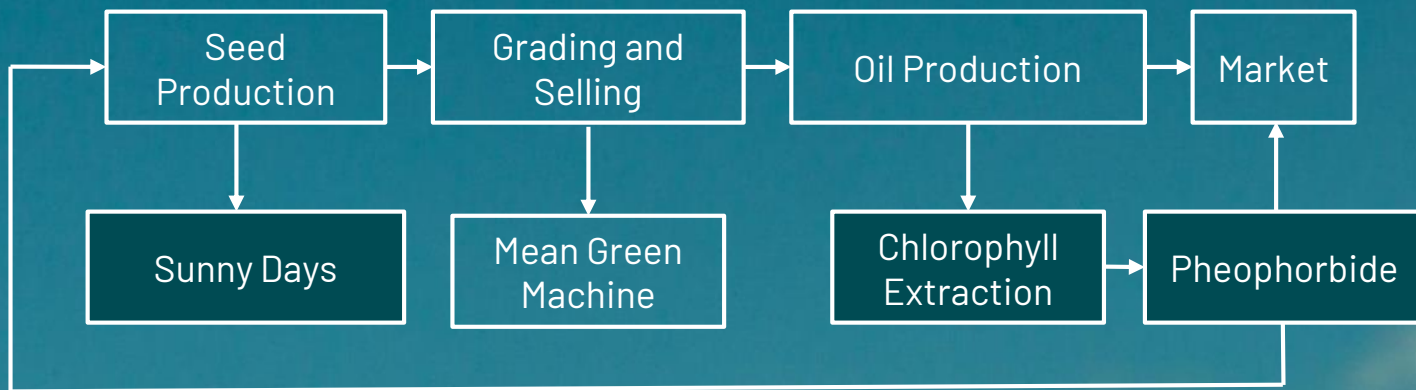 Seed
Production
Grading and
Selling
Oil Production
Market
Sunny Days
Mean Green
Machine
Chlorophyll
Extraction
Pheophorbide